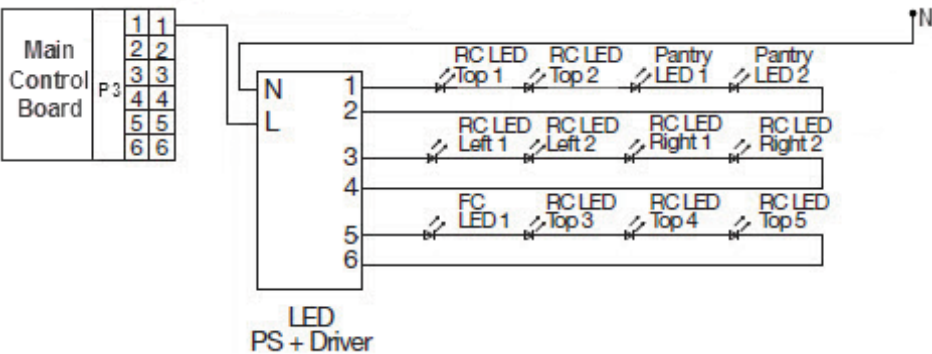 N
Main
Control
Board
P3
1 1
2 2
3 3
4 4
5 5
6 6
N
L
1
2
3
4
5
6
RC LED
Top 1
RC LED
Top 2
Pantry
LED 1
Pantry
LED 2
RC LED
Left 1
RC LED
Left 2
RC LED
Right 1
RC LED
Right 2
FC
LED 1
RC LED
Top 3
RC LED
Top 4
RC LED
Top 5
LED
PS + Driver